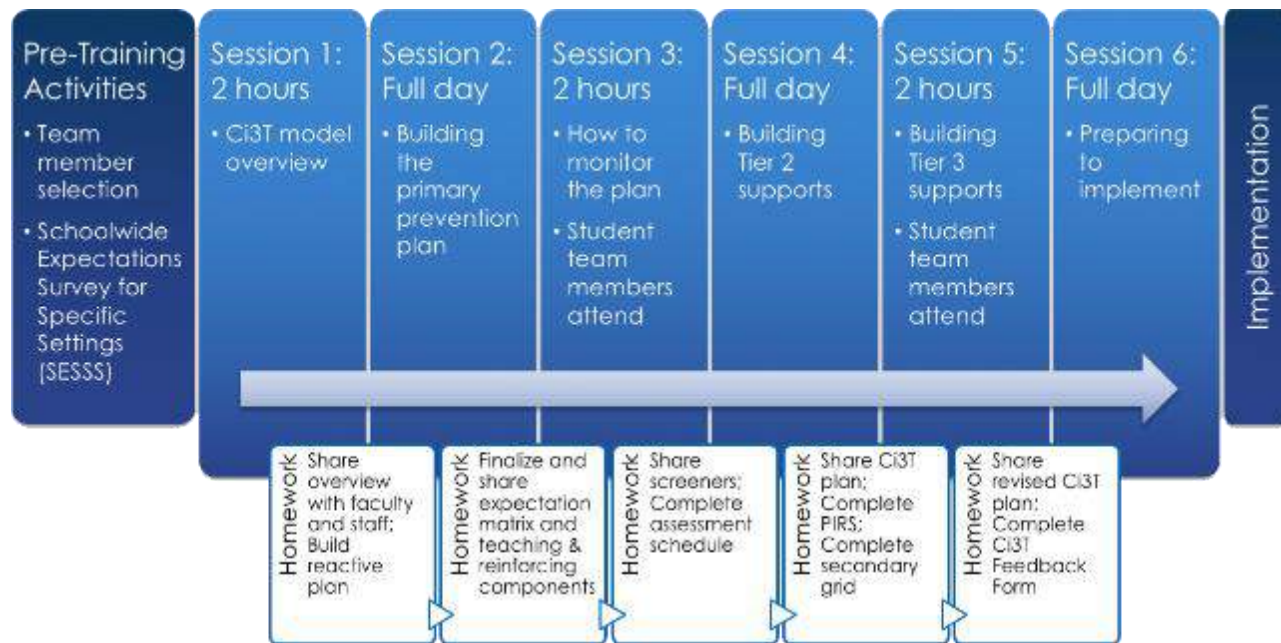 Pre-Training
Activities
• Team
member
selection
• Schoolwide
Expectations
Survey for
Specific
Settings
(SESSS)
Session 1:
2 hours
• Ci3T model
overview
Session 2:
Full day
• Building
the
primary
prevention
plan
Session 3:
2 hours
• How to
monitor
the plan
• Student
team
members
attend
Session 4:
Full day
• Building
Tier 2
supports
Session 5:
2 hours
• Building
Tier 3
supports
• Student
team
members
attend
Session 6:
Full day
• Preparing
to
implement
Implementation
Homework
Share
overview
with faculty
and staff;
Build
reactive
plan
Homework
Finalize and
share
expectation
matrix and
teaching &
reinforcing
components
Homework
Share
screeners;
Complete
assessment
schedule
Homework
Share Ci3T
plan;
Complete
PIRS;
Complete
secondary
grid
Homework
Share
revised Ci3T
plan;
Complete
Ci3T
Feedback
Form